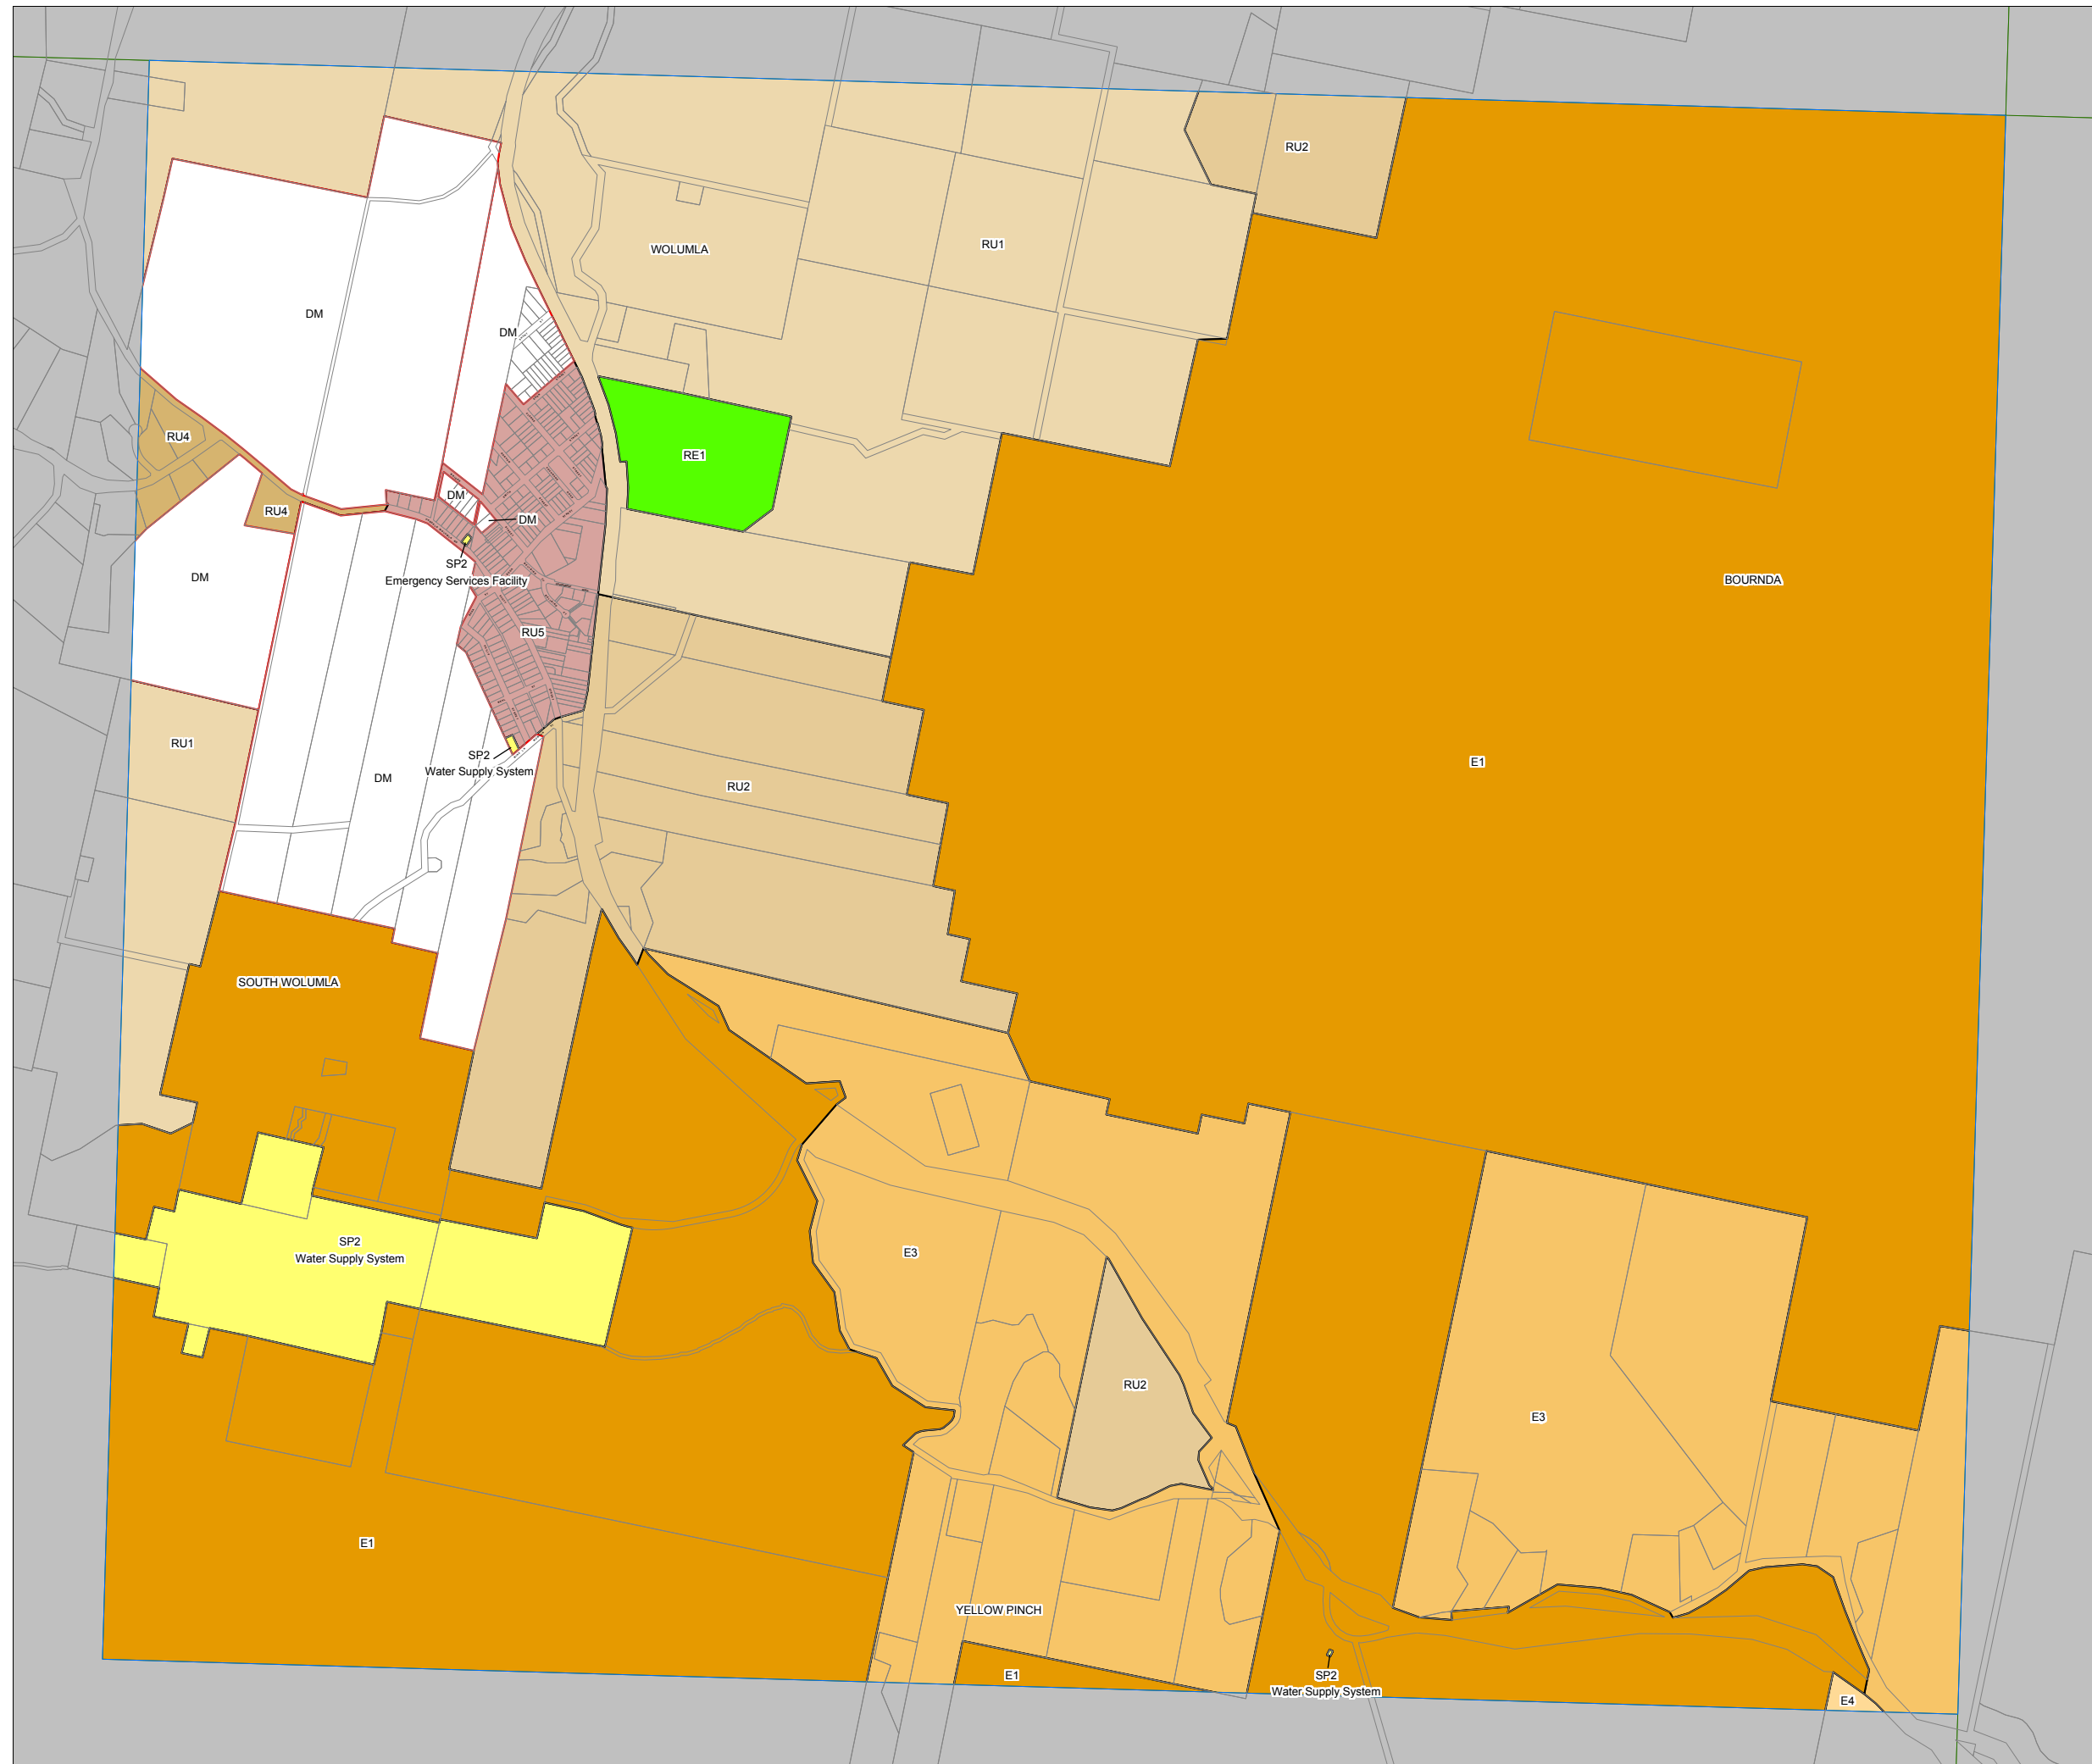 RU2
WOLUMLA
RU1
DM
DM
RU4
RE1
DM
RU4
DM
SP2
Emergency Services Facility
DM
BOURNDA
RU5
RU1
SP2
Water Supply System
E1
DM
RU2
SOUTH WOLUMLA
SP2
Water Supply System
E3
RU2
E3
E1
YELLOW PINCH
E1
SP2
Water Supply System
E4